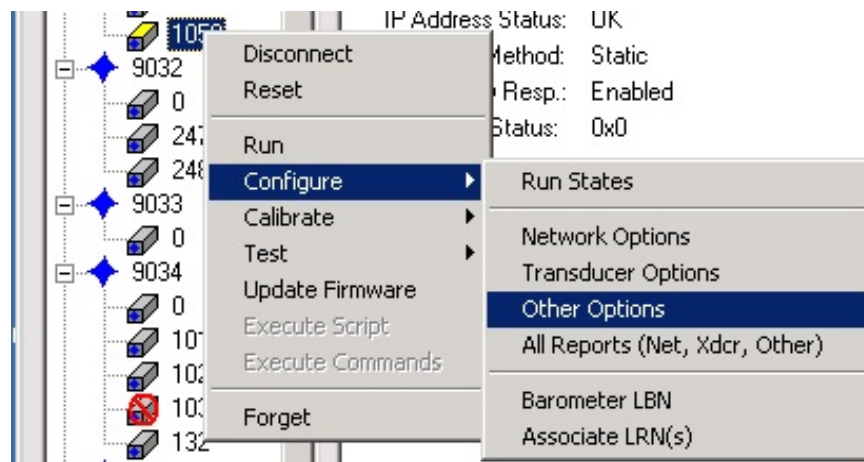 IP Address Status: OK
Disconnect
Method: Static
9032
Reset
Resp.: Enabled
0
Status: 0x0
Run
Configure
Run States
9033
Calibrate
0
Network Options
Test
9034
Transducer Options
Update Firmware
0
Other Options
Execute Script
All Reports (Net, Xdcr, Other)
Execute Commands
Barometer LBN
Forget
Associate LRN(s)
132